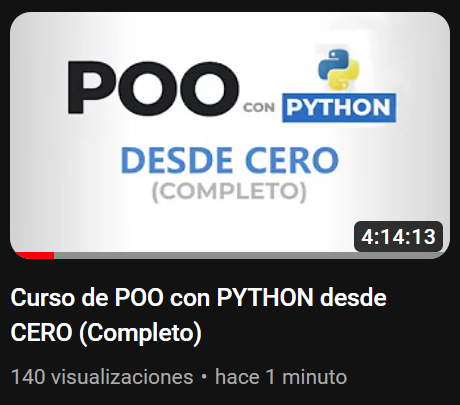 POO CON PYTHON
DESDE CERO
(COMPLETO)
4:14:13
Curso de POO con PYTHON desde
CERO (Completo)
140 visualizaciones • hace 1 minuto